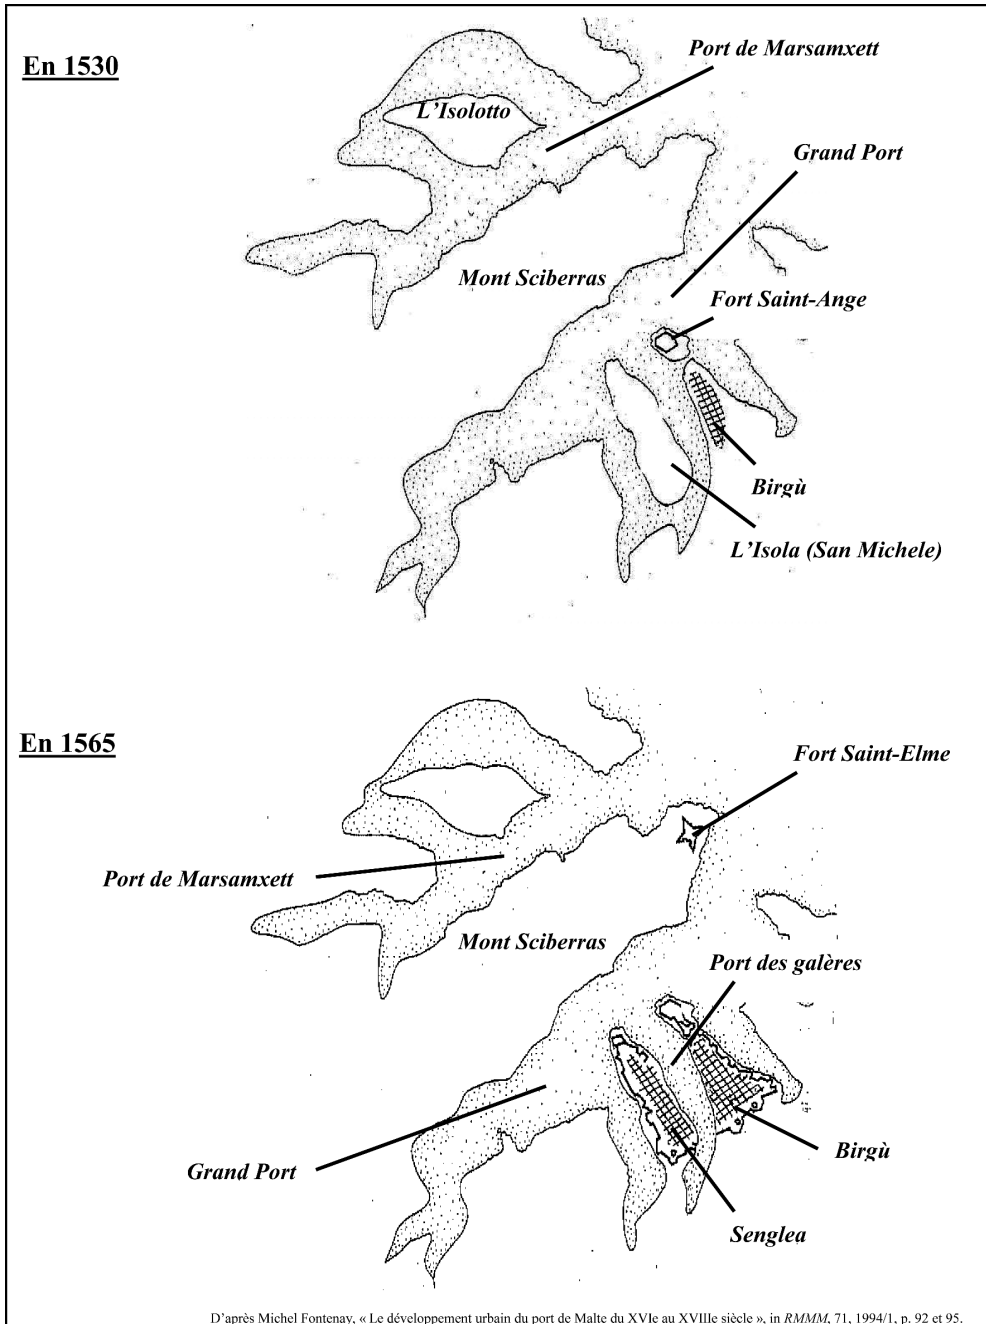 En 1530
Port de Marsamxett
L'Isolotto
Grand Port
Mont Sciberras
Fort Saint-Ange
Birgù
L'Isola (San Michele)
En 1565
Fort Saint-Elme
Port de Marsamxett
Mont Sciberras
Port des galères
Grand Port
Birgù
Senglea
D'après Michel Fontenay, « Le développement urbain du port de Malte du XVIe au XVIIIe siècle », in RMMM, 71, 1994/1, p. 92 et 95.